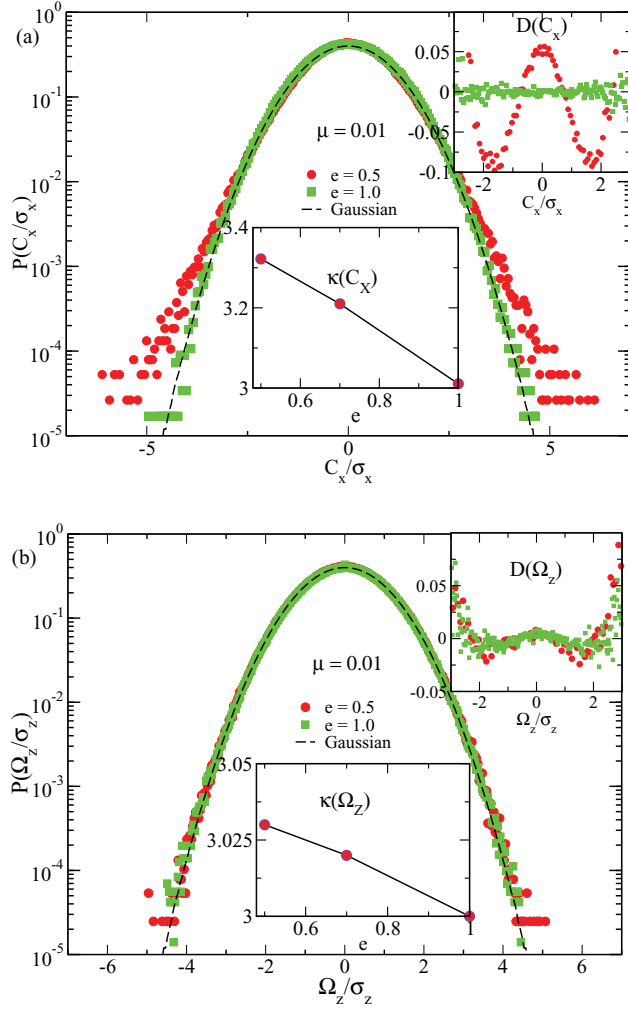 (a)
10^0
10^-1
10^-2
10^-3
10^-4
10^-5
P(C_x/σ_x)
-5
0
5
C_x/σ_x
μ = 0.01
e = 0.5
e = 1.0
Gaussian
D(C_x)
0.05
0
-0.05
-0.1
-2
0
2
C_x/σ_x
3.4
3.2
3
κ(C_X)
0.6
0.8
1
e
(b)
10^0
10^-1
10^-2
10^-3
10^-4
10^-5
P(Ω_z/σ_z)
-6
-4
-2
0
2
4
6
Ω_z/σ_z
μ = 0.01
e = 0.5
e = 1.0
Gaussian
D(Ω_z)
0.05
0
-0.05
-2
0
2
Ω_z/σ_z
3.05
3.025
3
κ(Ω_Z)
0.6
0.8
1
e